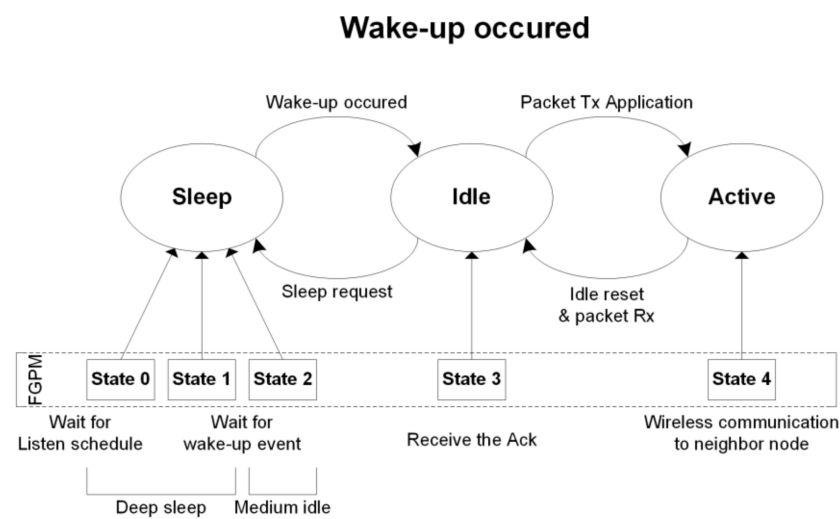 Wake-up occured
Wake-up occured
Packet Tx Application
Sleep
Idle
Active
Sleep request
Idle reset
& packet Rx
FGPM
State 0
State 1
State 2
State 3
State 4
Wait for
Listen schedule
Wait for
wake-up event
Receive the Ack
Wireless communication
to neighbor node
Deep sleep
Medium idle